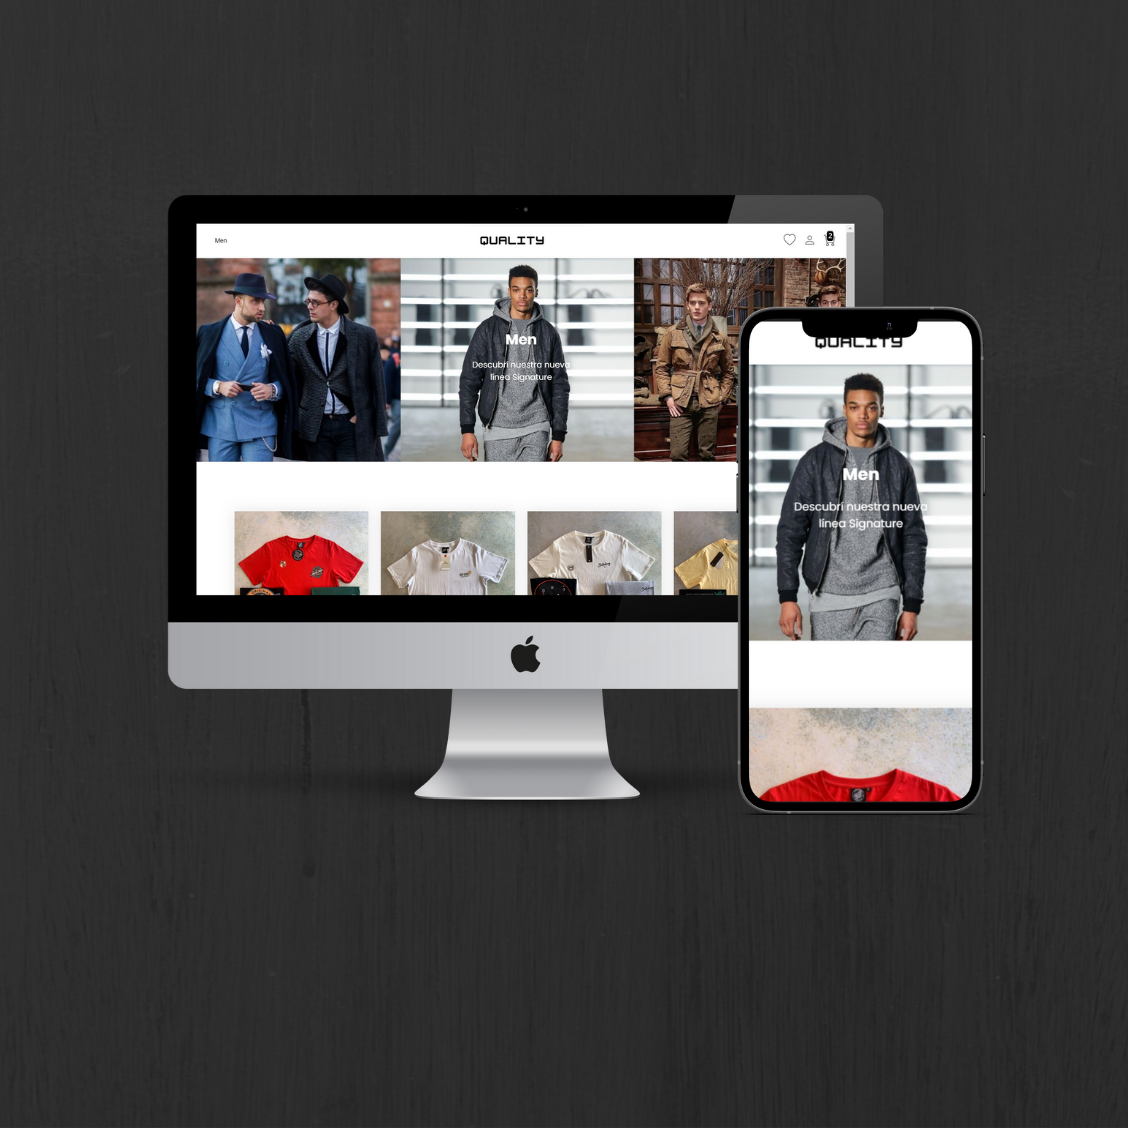 Men
QUALITY
2
Men
Descubrí nuestra nueva
línea Signature
QUALITY
Men
Descubrí nuestra nueva
línea Signature